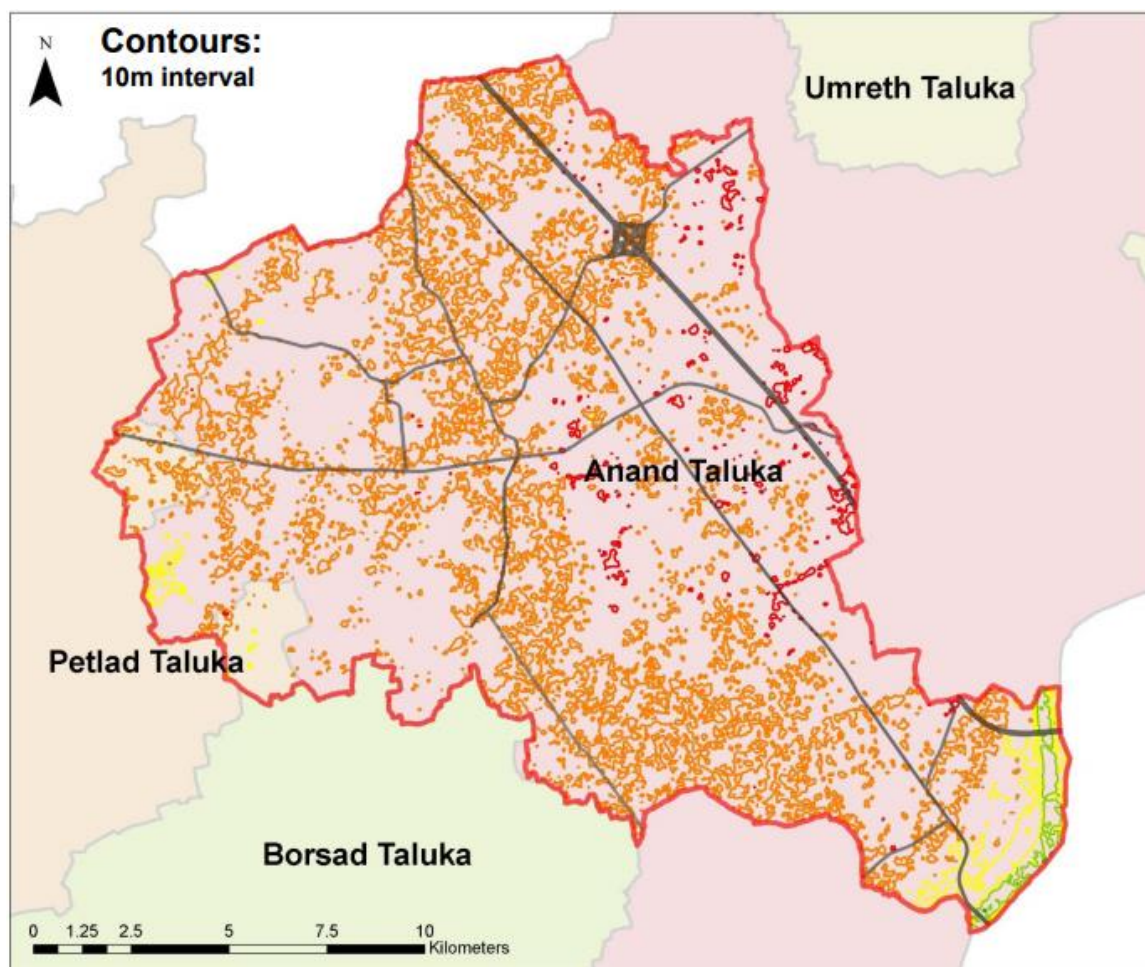 N
Contours:
10m interval
Umreth Taluka
Anand Taluka
Petlad Taluka
Borsad Taluka
0 1.25 2.5 5 7.5 10
Kilometers